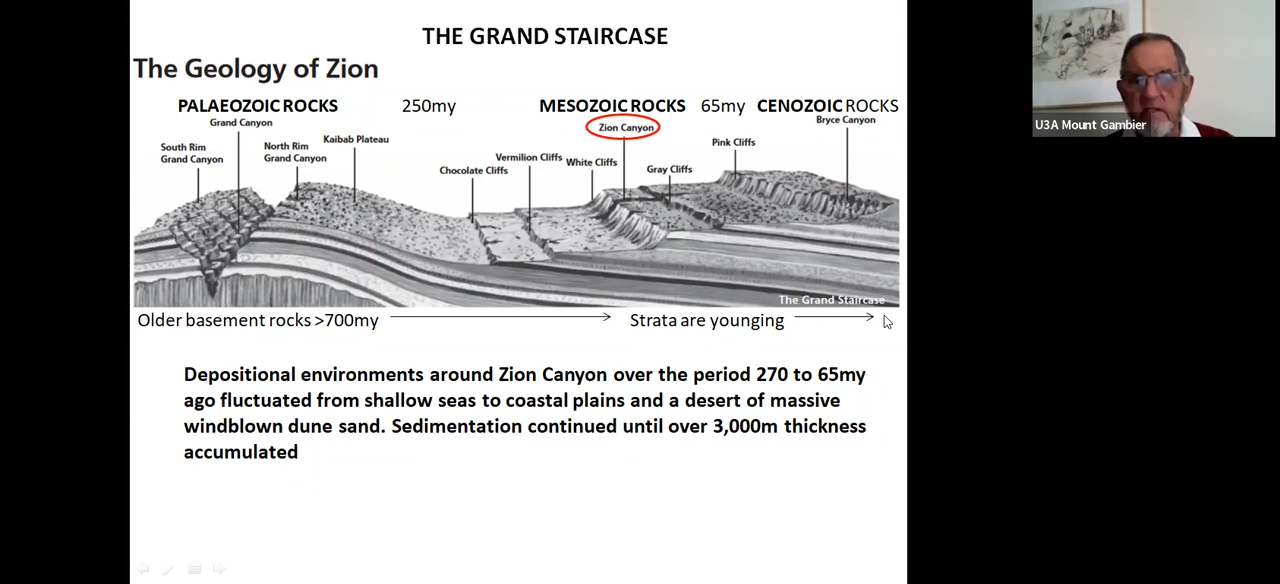 THE GRAND STAIRCASE
The Geology of Zion
PALAEOZOIC ROCKS 250my MESOZOIC ROCKS 65my CENOZOIC ROCKS
Grand Canyon
South Rim
Grand Canyon
North Rim
Grand Canyon
Kaibab Plateau
Chocolate Cliffs
Vermilion Cliffs
White Cliffs
Zion Canyon
Gray Cliffs
Pink Cliffs
Bryce Canyon
The Grand Staircase
Older basement rocks >700my
Strata are younging
Depositional environments around Zion Canyon over the period 270 to 65my
ago fluctuated from shallow seas to coastal plains and a desert of massive
windblown dune sand. Sedimentation continued until over 3,000m thickness
accumulated
U3A Mount Gambier